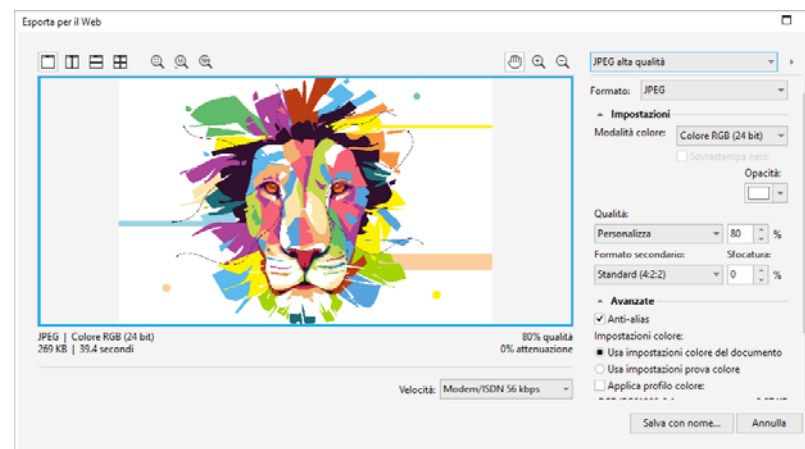 Esporta per il Web
JPEG alta qualità
Formato: JPEG
Impostazioni
Modalità colore: Colore RGB (24 bit)
Sovrastampa nero
Opacità:
Qualità:
Personalizza 80 %
Formato secondario: Sfocatura:
Standard (4:2:2) 0 %
Avanzate
Anti-alias
Impostazioni colore:
Usa impostazioni colore del documento
Usa impostazioni prova colore
Applica profilo colore:
JPEG | Colore RGB (24 bit) 80% qualità
269 KB | 39.4 secondi 0% attenuazione
Velocità: Modem/ISDN 56 kbps
Salva con nome... Annulla